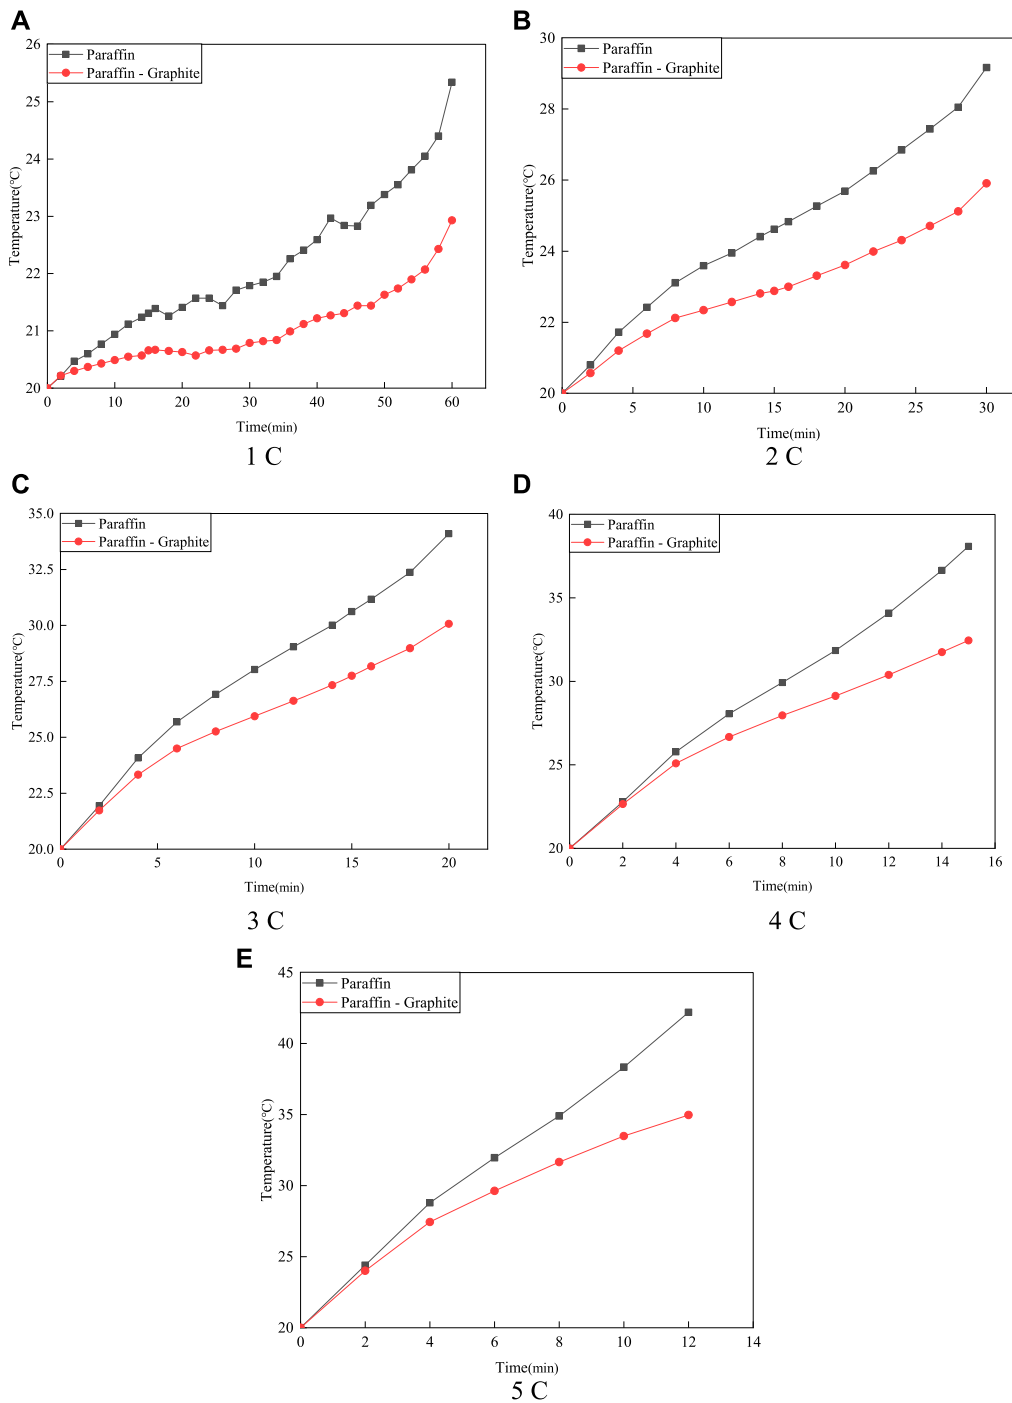 A
Paraffin
Paraffin - Graphite
26
25
24
23
22
21
20
Temperature(℃)
0 10 20 30 40 50 60
Time(min)
1 C
B
Paraffin
Paraffin - Graphite
30
28
26
24
22
20
Temperature(℃)
0 5 10 15 20 25 30
Time(min)
2 C
C
Paraffin
Paraffin - Graphite
35.0
32.5
30.0
27.5
25.0
22.5
20.0
Temperature(℃)
0 5 10 15 20
Time(min)
3 C
D
Paraffin
Paraffin - Graphite
40
35
30
25
20
Temperature(℃)
0 2 4 6 8 10 12 14 16
Time(min)
4 C
E
Paraffin
Paraffin - Graphite
45
40
35
30
25
20
Temperature(℃)
0 2 4 6 8 10 12 14
Time(min)
5 C